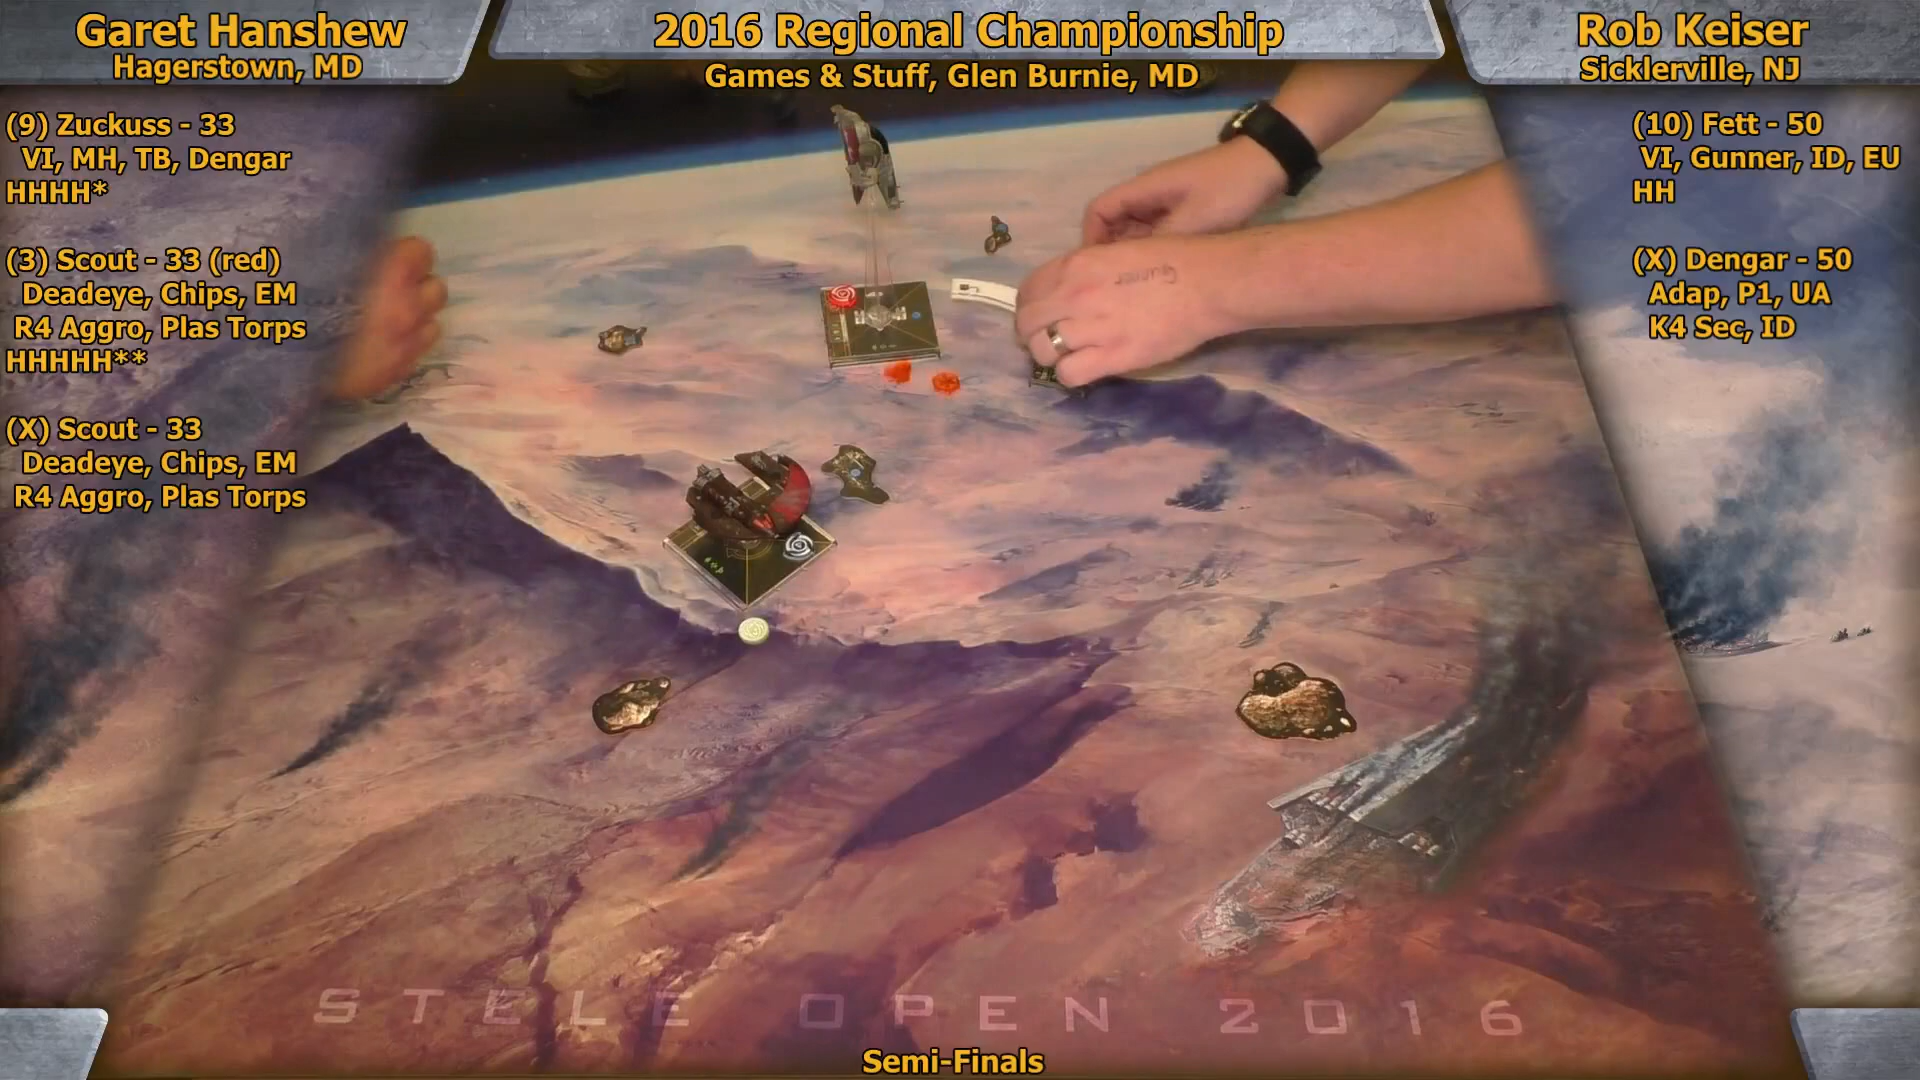 Garet Hanshew
Hagerstown, MD
2016 Regional Championship
Games & Stuff, Glen Burnie, MD
Rob Keiser
Sicklerville, NJ
(9) Zuckuss - 33
VI, MH, TB, Dengar
HHHH*
(3) Scout - 33 (red)
Deadeye, Chips, EM
R4 Aggro, Plas Torps
HHHHH**
(X) Scout - 33
Deadeye, Chips, EM
R4 Aggro, Plas Torps
(10) Fett - 50
VI, Gunner, ID, EU
HH
(X) Dengar - 50
Adap, P1, UA
K4 Sec, ID
Gunner
STELE OPEN 2016
Semi-Finals